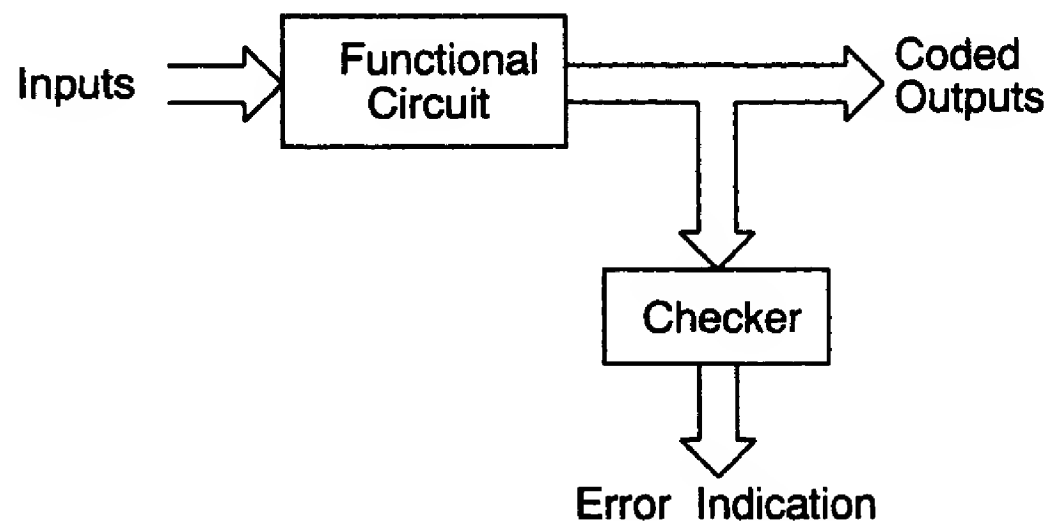 Inputs
Functional
Circuit
Coded
Outputs
Checker
Error Indication